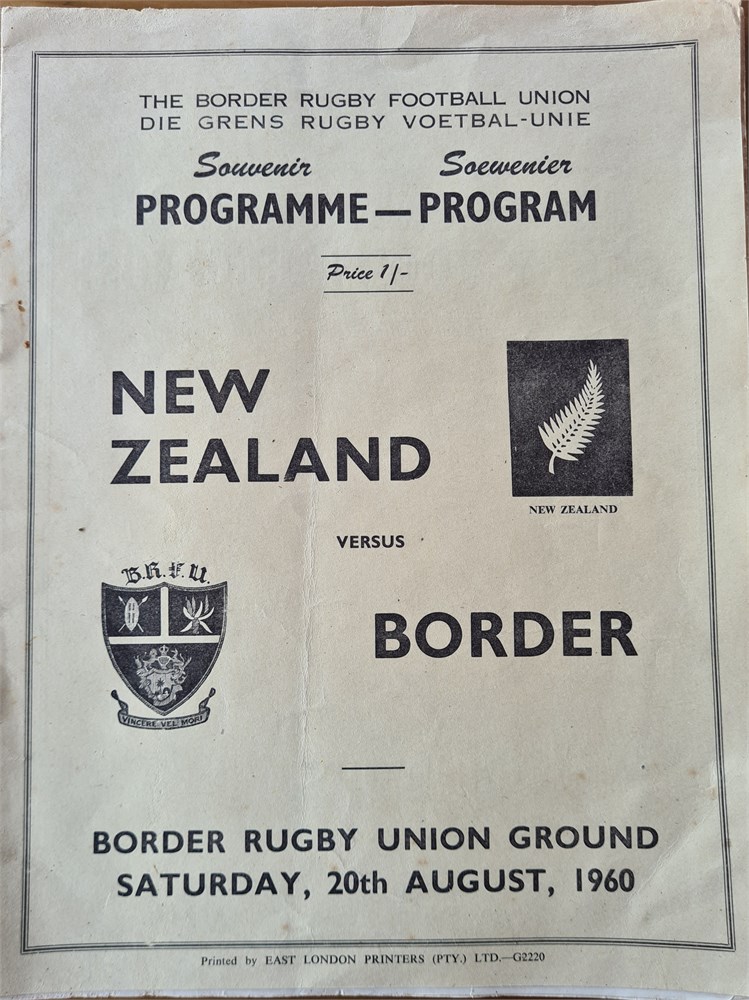 THE BORDER RUGBY FOOTBALL UNION
DIE GRENS RUGBY VOETBAL-UNIE
Souvenir Soewenier
PROGRAMME — PROGRAM
Price 1/-
NEW
ZEALAND
NEW ZEALAND
VERSUS
B.R.F.U.
BORDER
VINCERE VEL MORI
BORDER RUGBY UNION GROUND
SATURDAY, 20th AUGUST, 1960
Printed by EAST LONDON PRINTERS (PTY.) LTD.—G2220